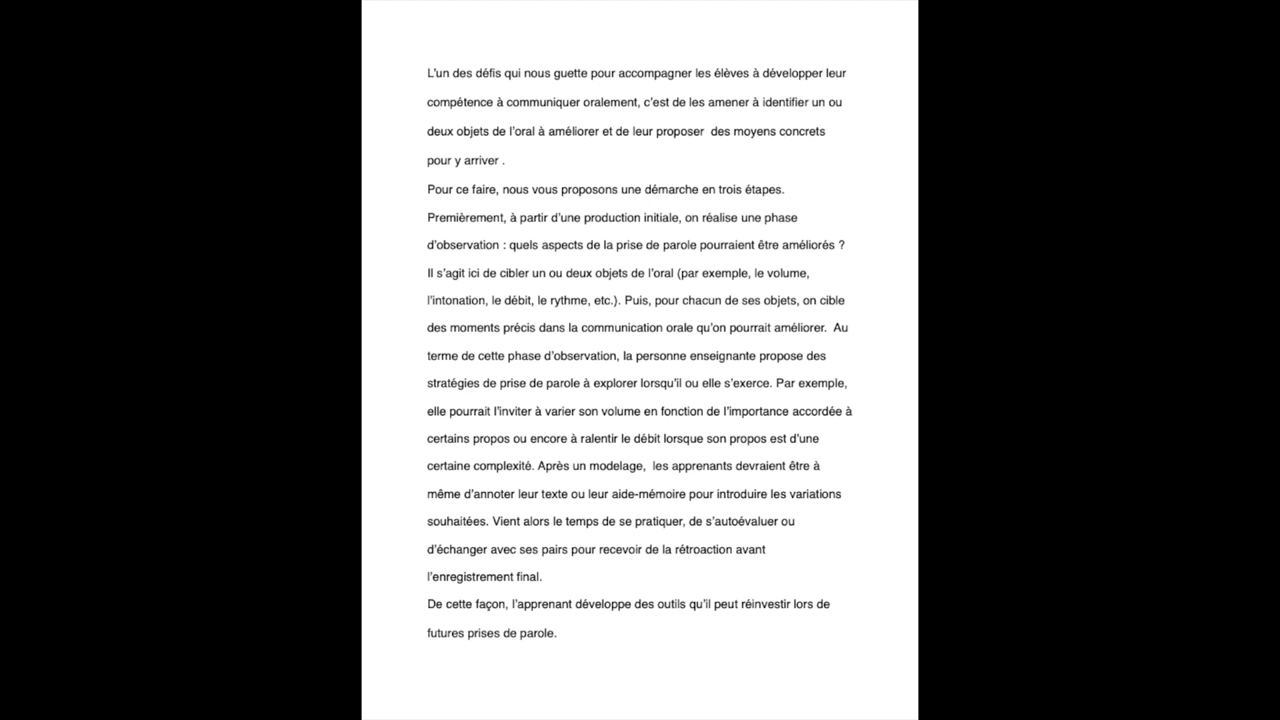 L'un des défis qui nous guette pour accompagner les élèves à développer leur
compétence à communiquer oralement, c'est de les amener à identifier un ou
deux objets de l'oral à améliorer et de leur proposer  des moyens concrets
pour y arriver .
Pour ce faire, nous vous proposons une démarche en trois étapes.
Premièrement, à partir d'une production initiale, on réalise une phase
d'observation : quels aspects de la prise de parole pourraient être améliorés ?
Il s'agit ici de cibler un ou deux objets de l'oral (par exemple, le volume,
l'intonation, le débit, le rythme, etc.). Puis, pour chacun de ses objets, on cible
des moments précis dans la communication orale qu'on pourrait améliorer.  Au
terme de cette phase d'observation, la personne enseignante propose des
stratégies de prise de parole à explorer lorsqu'il ou elle s'exerce. Par exemple,
elle pourrait l'inviter à varier son volume en fonction de l'importance accordée à
certains propos ou encore à ralentir le débit lorsque son propos est d'une
certaine complexité. Après un modelage,  les apprenants devraient être à
même d'annoter leur texte ou leur aide-mémoire pour introduire les variations
souhaitées. Vient alors le temps de se pratiquer, de s'autoévaluer ou
d'échanger avec ses pairs pour recevoir de la rétroaction avant
l'enregistrement final.
De cette façon, l'apprenant développe des outils qu'il peut réinvestir lors de
futures prises de parole.